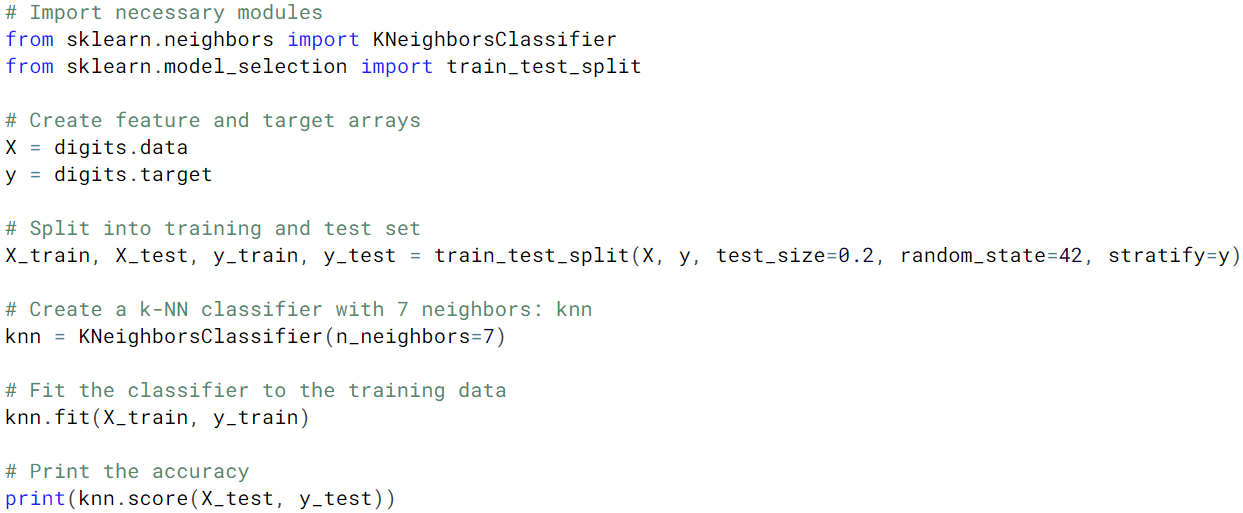 # Import necessary modules
from sklearn.neighbors import KNeighborsClassifier
from sklearn.model_selection import train_test_split
# Create feature and target arrays
X = digits.data
y = digits.target
# Split into training and test set
X_train, X_test, y_train, y_test = train_test_split(X, y, test_size=0.2, random_state=42, stratify=y)
# Create a k-NN classifier with 7 neighbors: knn
knn = KNeighborsClassifier(n_neighbors=7)
# Fit the classifier to the training data
knn.fit(X_train, y_train)
# Print the accuracy
print(knn.score(X_test, y_test))